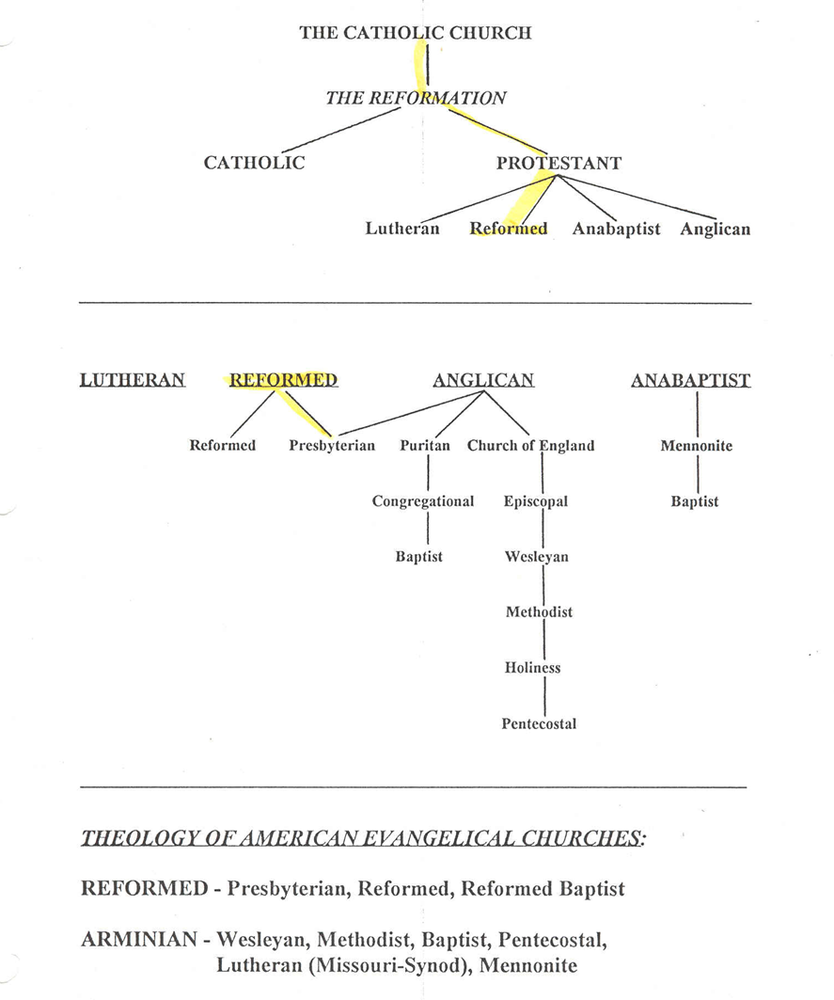 THE CATHOLIC CHURCH
THE REFORMATION
CATHOLIC PROTESTANT
Lutheran Reformed Anabaptist Anglican
LUTHERAN REFORMED ANGLICAN ANABAPTIST
Reformed Presbyterian Puritan Church of England Mennonite
Congregational Episcopal Baptist
Baptist Wesleyan
Methodist
Holiness
Pentecostal
THEOLOGY OF AMERICAN EVANGELICAL CHURCHES:
REFORMED - Presbyterian, Reformed, Reformed Baptist
ARMINIAN - Wesleyan, Methodist, Baptist, Pentecostal,
Lutheran (Missouri-Synod), Mennonite